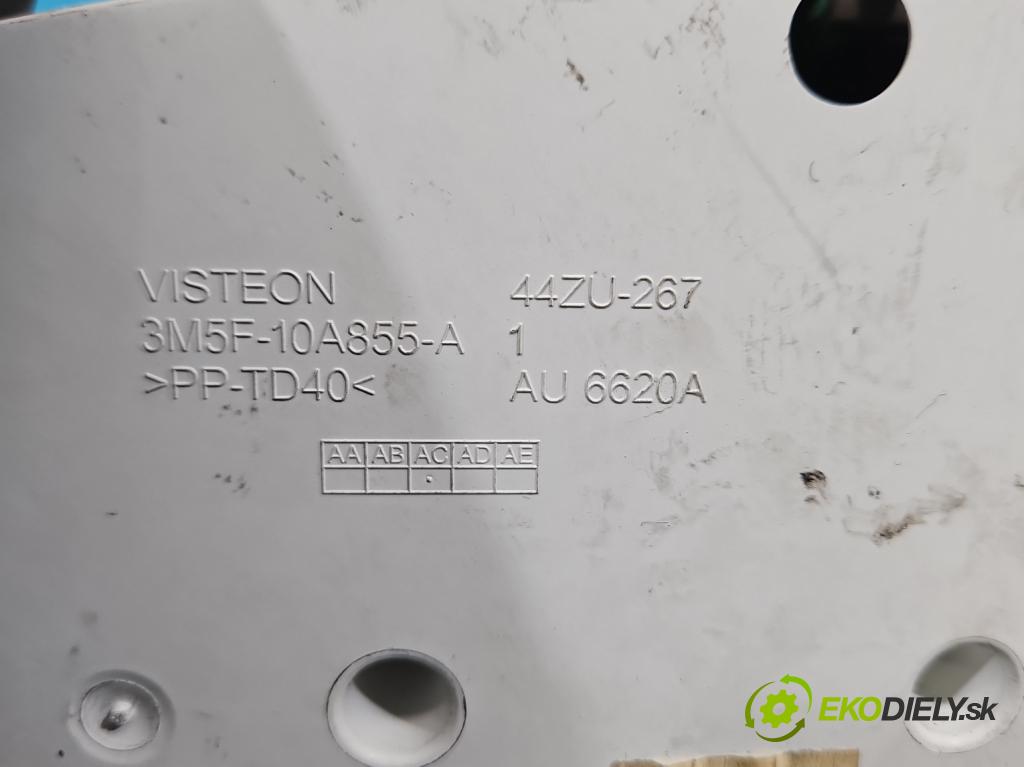 VISTEON 44ZU-267
3M5F-10A855-A 1
>PP-TD40< AU 6620A
AA AB AC AD AE
EKODIELY.sk